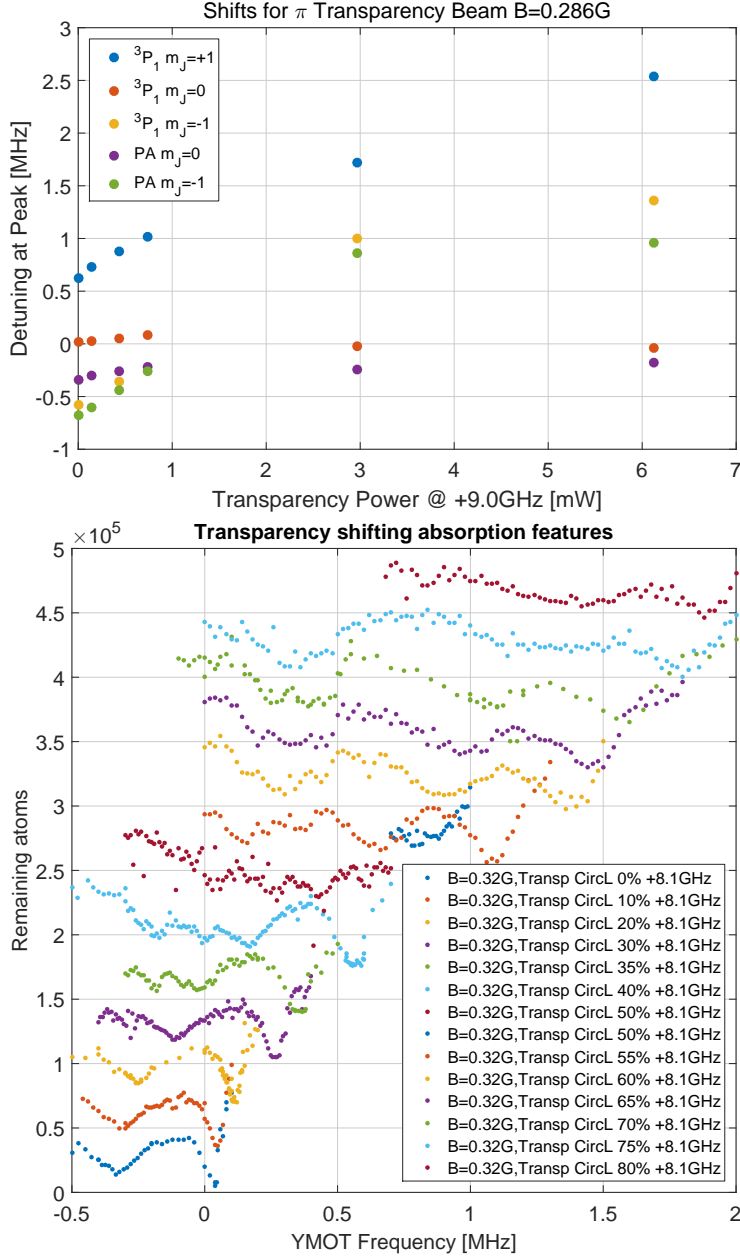 Shifts for π Transparency Beam B=0.286G
3
2.5
2
1.5
1
0.5
0
-0.5
-1
Detuning at Peak [MHz]
³P₁ m_J=+1
³P₁ m_J=0
³P₁ m_J=-1
PA m_J=0
PA m_J=-1
0 1 2 3 4 5 6 7
Transparency Power @ +9.0GHz [mW]
×10⁵
Transparency shifting absorption features
5
4.5
4
3.5
3
2.5
2
1.5
1
0.5
0
Remaining atoms
B=0.32G,Transp CircL 0% +8.1GHz
B=0.32G,Transp CircL 10% +8.1GHz
B=0.32G,Transp CircL 20% +8.1GHz
B=0.32G,Transp CircL 30% +8.1GHz
B=0.32G,Transp CircL 35% +8.1GHz
B=0.32G,Transp CircL 40% +8.1GHz
B=0.32G,Transp CircL 50% +8.1GHz
B=0.32G,Transp CircL 50% +8.1GHz
B=0.32G,Transp CircL 55% +8.1GHz
B=0.32G,Transp CircL 60% +8.1GHz
B=0.32G,Transp CircL 65% +8.1GHz
B=0.32G,Transp CircL 70% +8.1GHz
B=0.32G,Transp CircL 75% +8.1GHz
B=0.32G,Transp CircL 80% +8.1GHz
-0.5 0 0.5 1 1.5 2
YMOT Frequency [MHz]